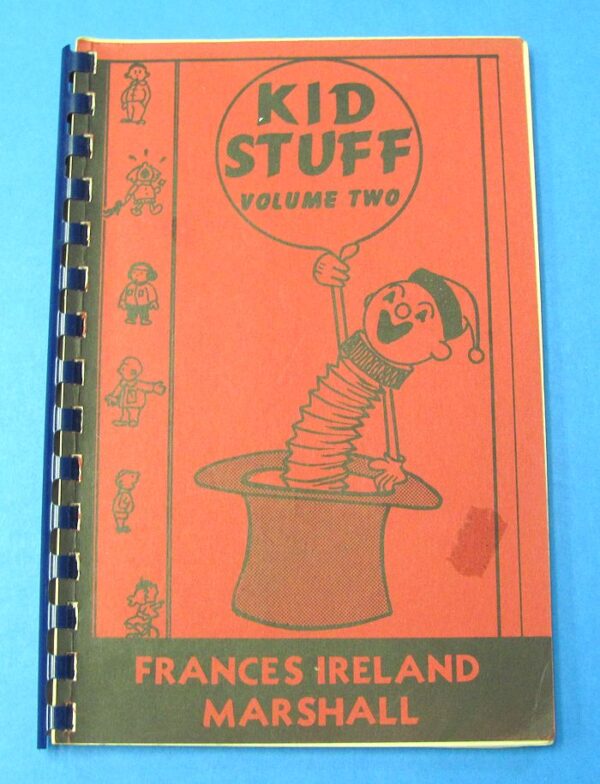 KID
STUFF
VOLUME TWO
FRANCES IRELAND
MARSHALL